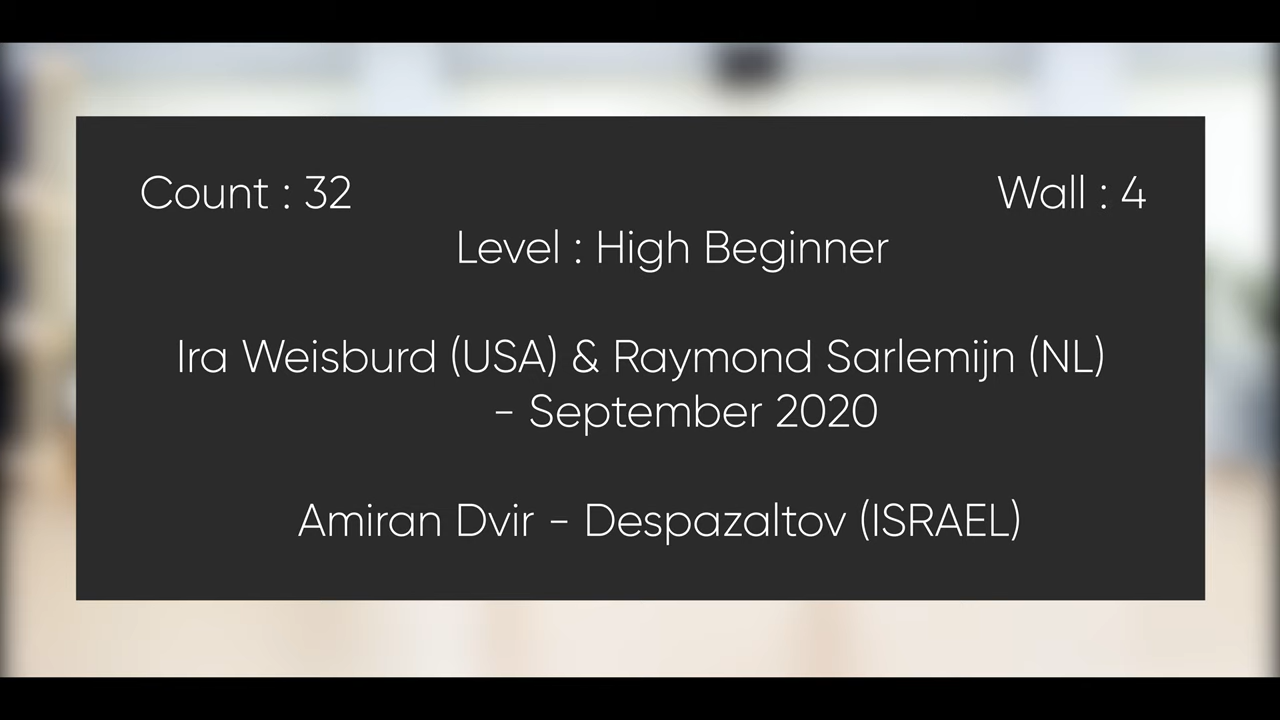 Count : 32 Wall : 4
Level : High Beginner
Ira Weisburd (USA) & Raymond Sarlemijn (NL)
- September 2020
Amiran Dvir - Despazaltov (ISRAEL)